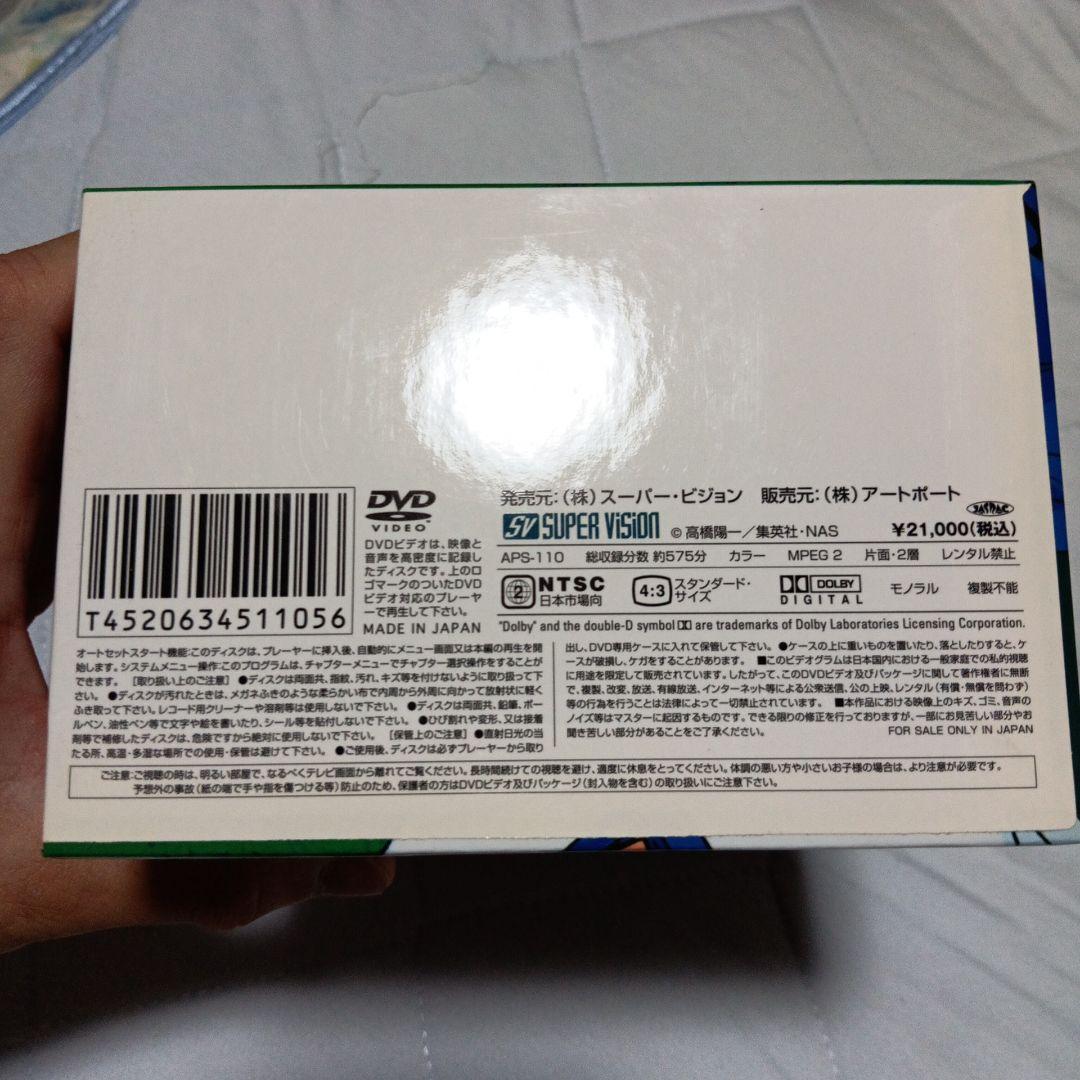 発売元：（株）スーパー・ビジョン　販売元：（株）アートポート
SV SUPER VISION ©高橋陽一／集英社・NAS ¥21,000（税込）
APS-110 総収録分数 約575分 カラー MPEG 2 片面・2層 レンタル禁止
2 NTSC 日本市場向 4:3 スタンダード・サイズ DOLBY DIGITAL モノラル 複製不能
"Dolby" and the double-D symbol are trademarks of Dolby Laboratories Licensing Corporation.
DVD
VIDEO
DVDビデオは、映像と
音声を高密度に記録し
たディスクです。上のロ
ゴマークのついたDVD
ビデオ対応のプレーヤ
ーで再生して下さい。
MADE IN JAPAN
T4520634511056
オートセットスタート機能：このディスクは、プレーヤーに挿入後、自動的にメニュー画面又は本編の再生を開
始します。システムメニュー操作：このプログラムは、チャプターメニューでチャプター選択操作をすることが
できます。［取り扱い上のご注意］●ディスクは両面共、指紋、汚れ、キズ等を付けないように取り扱って下
さい。●ディスクが汚れたときは、メガネふきのような柔らかい布で内周から外周に向かって放射状に軽く
ふき取って下さい。レコード用クリーナーや溶剤等は使用しないで下さい。●ディスクは両面共、鉛筆、ボー
ルペン、油性ペン等で文字や絵を書いたり、シール等を貼付しないで下さい。●ひび割れや変形、又は接着
剤等で補修したディスクは、危険ですから絶対に使用しないで下さい。［保管上のご注意］●直射日光の当
たる所、高温・多湿な場所での使用・保管は避けて下さい。●ご使用後、ディスクは必ずプレーヤーから取り
出し、DVD専用ケースに入れて保管して下さい。●ケースの上に重いものを置いたり、落としたりすると、ケ
ースが破損し、ケガをすることがあります。■このビデオグラムは日本国内における一般家庭での私的視聴
に用途を限定して販売されています。したがって、このDVDビデオ及びパッケージに関して著作権者に無断
で、複製、改変、放送、有線放送、インターネット等による公衆送信、公の上映、レンタル（有償・無償を問わず）
等の行為を行うことは法律によって一切禁止されています。■本作品における映像上のキズ、ゴミ、音声の
ノイズ等はマスターに起因するものです。できる限りの修正を行っておりますが、一部にお見苦しい部分やお
聞き苦しい部分があることをご了承ください。
FOR SALE ONLY IN JAPAN
ご注意：ご視聴の時は、明るい部屋で、なるべくテレビ画面から離れてご覧ください。長時間続けての視聴を避け、適度に休息をとってください。体調の悪い方や小さいお子様の場合は、より注意が必要です。
予想外の事故（紙の端で手や指を傷つける等）防止のため、保護者の方はDVDビデオ及びパッケージ（封入物を含む）の取り扱いにご注意下さい。